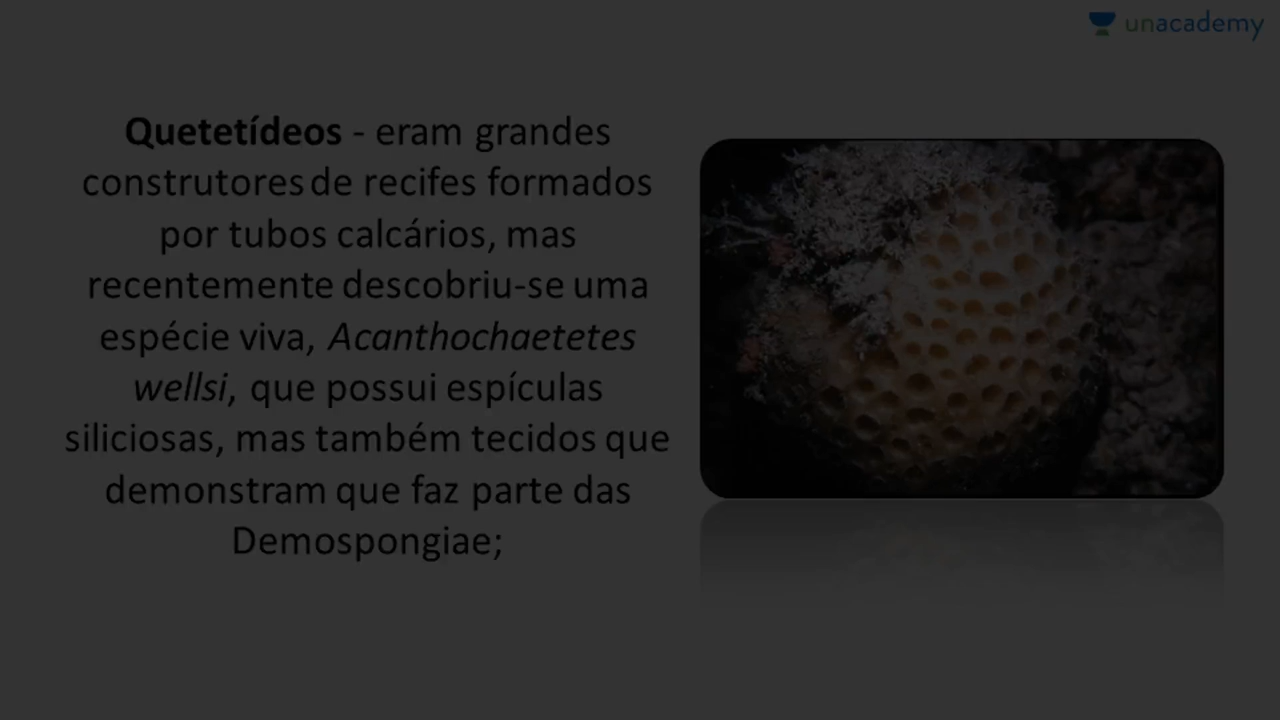 unacademy
Quetetídeos - eram grandes
construtores de recifes formados
por tubos calcários, mas
recentemente descobriu-se uma
espécie viva, Acanthochaetetes
wellsi, que possui espículas
siliciosas, mas também tecidos que
demonstram que faz parte das
Demospongiae;